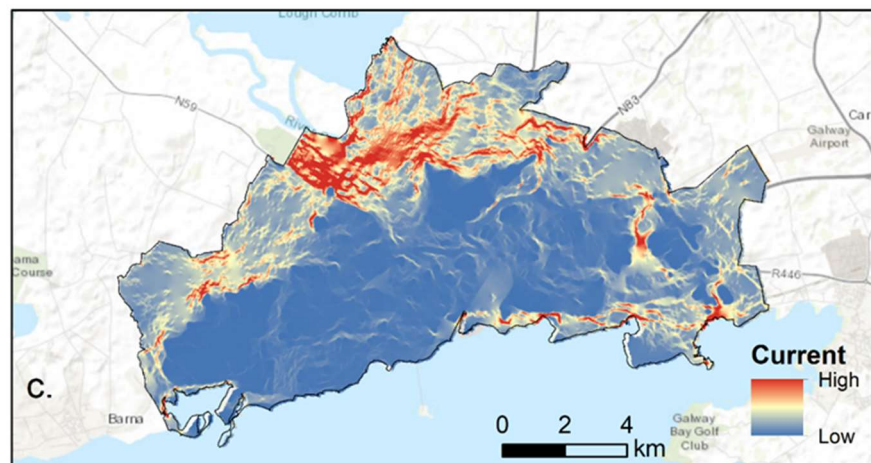 Lough Corrib
N59
Rive
N83
Car
Galway
Airport
ama
Course
R446
C.
Barna
0 2 4
km
Galway
Bay Golf
Club
Current
High
Low